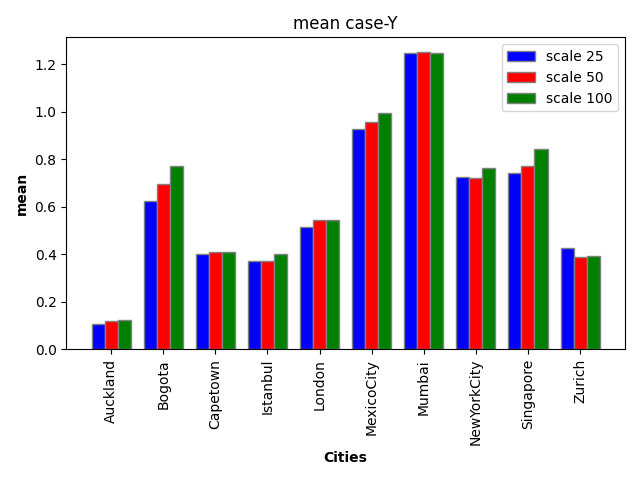 mean case-Y
scale 25
scale 50
scale 100
mean
1.2
1.0
0.8
0.6
0.4
0.2
0.0
Auckland
Bogota
Capetown
Istanbul
London
MexicoCity
Mumbai
NewYorkCity
Singapore
Zurich
Cities